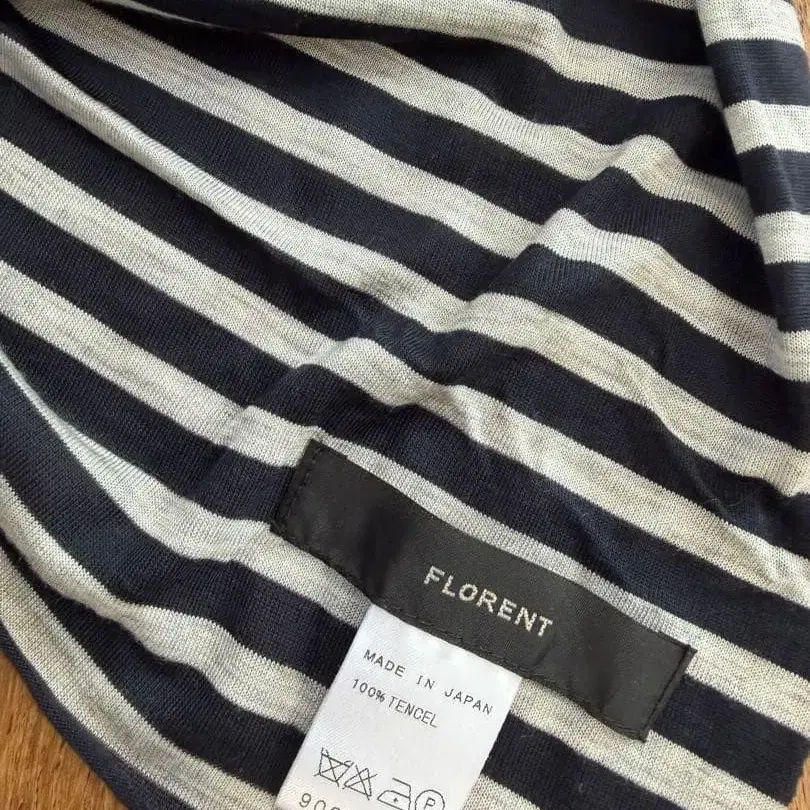 FLORENT
MADE IN JAPAN
100% TENCEL
P